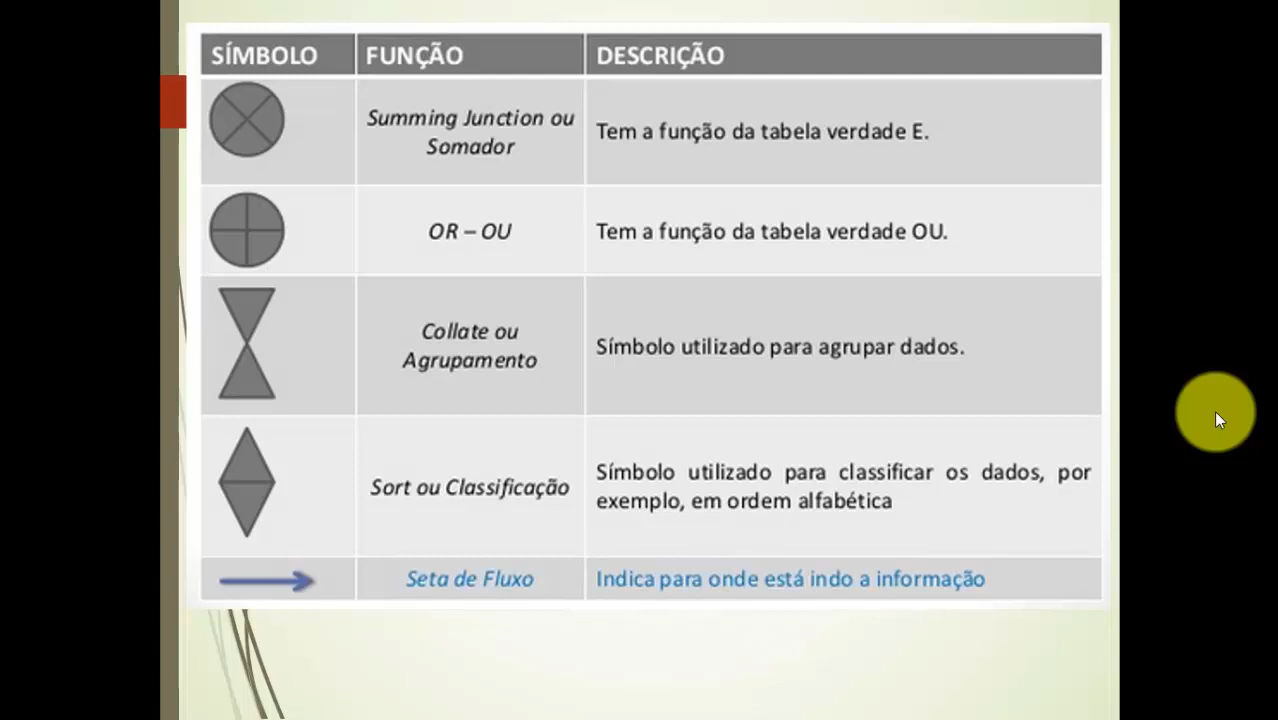 SÍMBOLO FUNÇÃO DESCRIÇÃO
Summing Junction ou
Somador
Tem a função da tabela verdade E.
OR – OU
Tem a função da tabela verdade OU.
Collate ou
Agrupamento
Símbolo utilizado para agrupar dados.
Sort ou Classificação
Símbolo utilizado para classificar os dados, por
exemplo, em ordem alfabética
Seta de Fluxo
Indica para onde está indo a informação